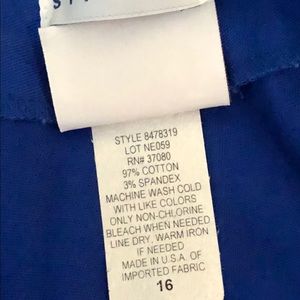 STYLE 8478319
LOT NE059
RN# 37080
97% COTTON
3% SPANDEX
MACHINE WASH COLD
WITH LIKE COLORS
ONLY NON-CHLORINE
BLEACH WHEN NEEDED
LINE DRY. WARM IRON
IF NEEDED
MADE IN U.S.A. OF
IMPORTED FABRIC
16